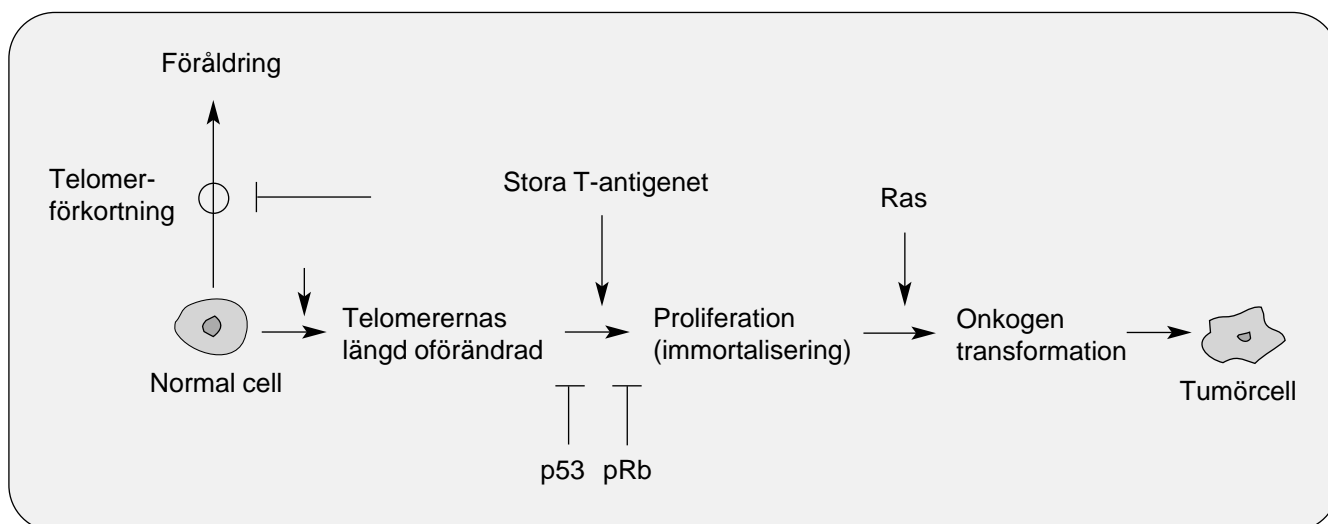 Föråldring
Telomer-
förkortning
Stora T-antigenet
Ras
Telomerernas
längd oförändrad
Proliferation
(immortalisering)
Onkogen
transformation
Normal cell
Tumörcell
p53
pRb